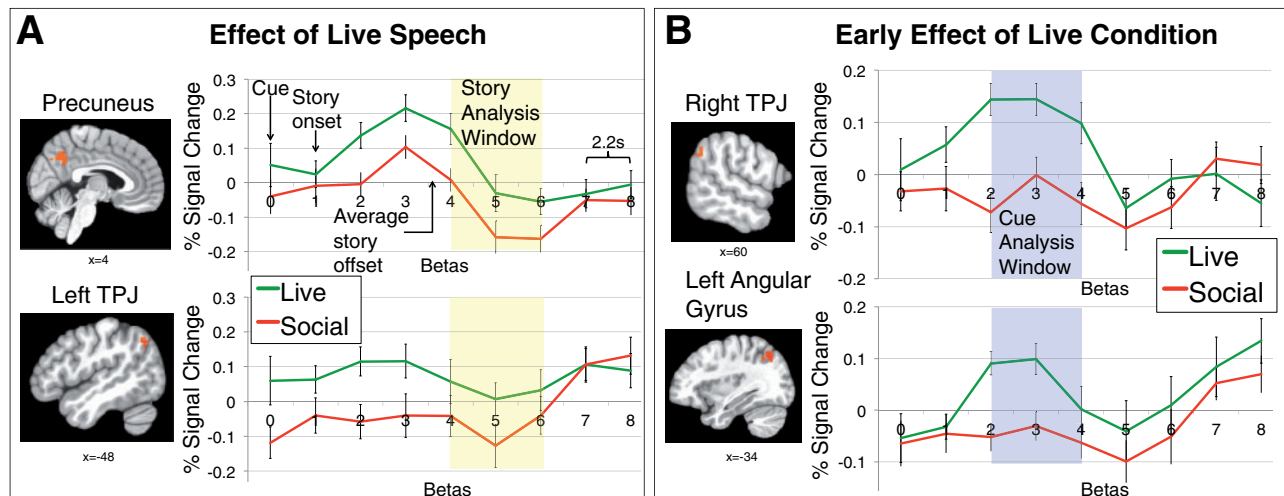 A
Effect of Live Speech
Precuneus
x=4
% Signal Change
0.3
0.2
0.1
0
-0.1
-0.2
Cue
Story
onset
Story
Analysis
Window
2.2s
0 1 2 3 4 5 6 7 8
Average
story
offset
Betas
Left TPJ
x=-48
% Signal Change
0.3
0.2
0.1
0
-0.1
-0.2
Live
Social
0 1 2 3 4 5 6 7 8
Betas
B
Early Effect of Live Condition
Right TPJ
x=60
% Signal Change
0.2
0.1
0
-0.1
-0.2
0 1 2 3 4 5 6 7 8
Cue
Analysis
Window
Betas
Live
Social
Left Angular
Gyrus
x=-34
% Signal Change
0.2
0.1
0
-0.1
0 1 2 3 4 5 6 7 8
Betas